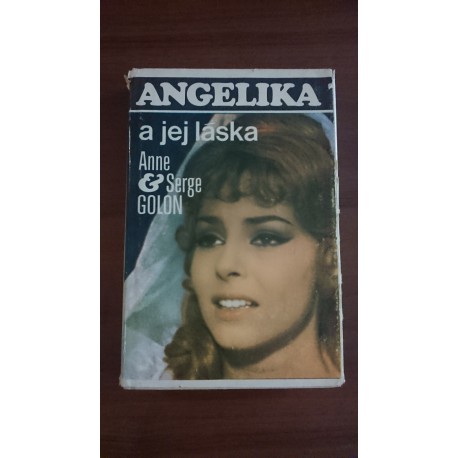 ANGELIKA
a jej láska
Anne
& Serge
GOLON